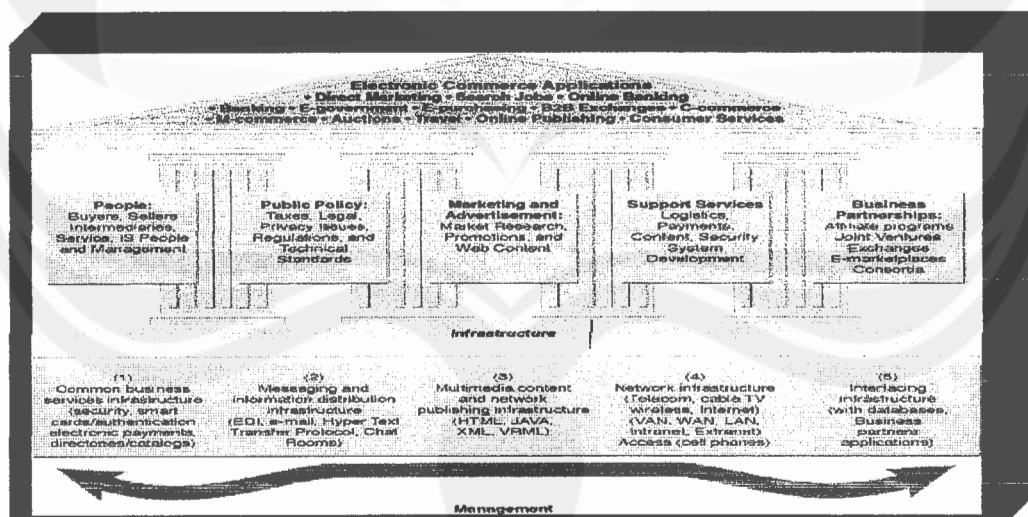 Electronic Commerce Applications
• Direct Marketing • Search Jobs • Online Banking
• Banking • E-government • E-purchasing • B2B Exchanges • C-commerce
• M-commerce • Auctions • Travel • Online Publishing • Consumer Services
People:
Buyers, Sellers
Intermediaries,
Service, IS People
and Management
Public Policy:
Taxes, Legal,
Privacy Issues,
Regulations, and
Technical
Standards
Marketing and
Advertisement:
Market Research,
Promotions, and
Web Content
Support Services
Logistics,
Payments,
Content, Security
System
Development
Business
Partnerships:
Affiliate programs
Joint Ventures
Exchanges
E-marketplaces
Consortia
Infrastructure
(1)
Common business
services infrastructure
(security, smart
cards/authentication
electronic payments,
directories/catalogs)
(2)
Messaging and
information distribution
infrastructure
(EDI, e-mail, Hyper Text
Transfer Protocol, Chat
Rooms)
(3)
Multimedia content
and network
publishing infrastructure
(HTML, JAVA,
XML, VRML)
(4)
Network infrastructure
(Telecom, cable TV
wireless, Internet)
(VAN, WAN, LAN,
Intranet, Extranet)
Access (cell phones)
(5)
Interfacing
infrastructure
(with databases,
Business
partners
applications)
Management